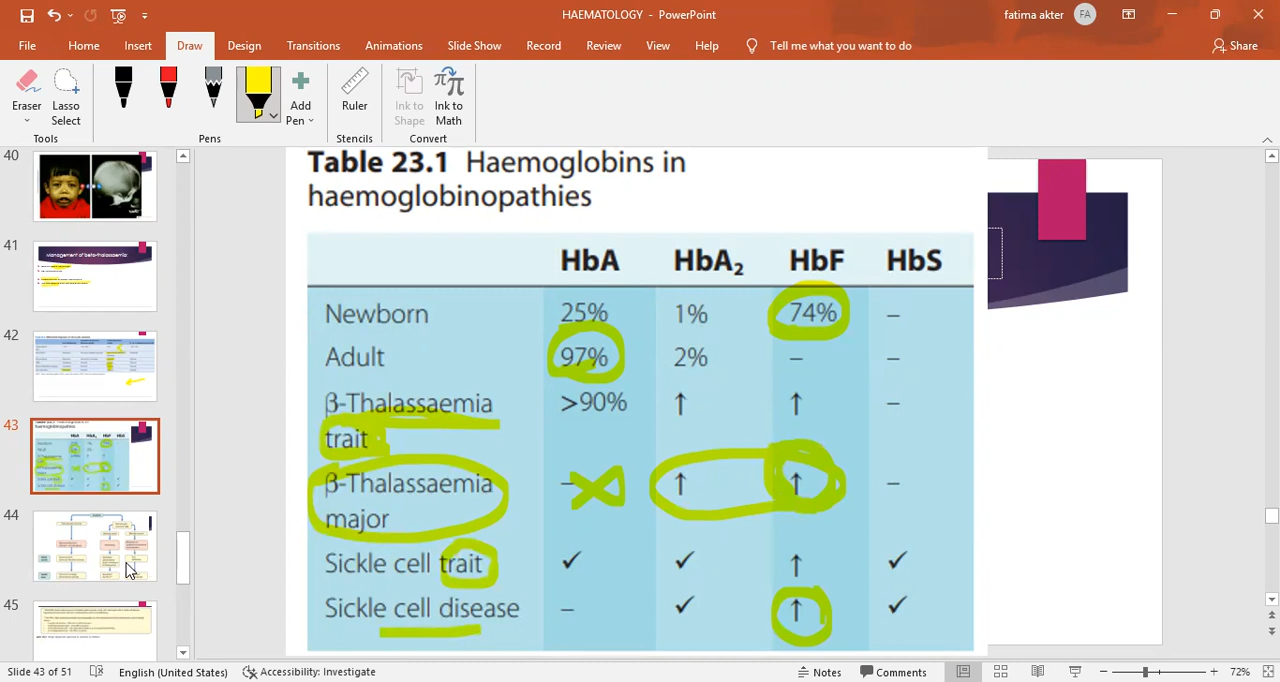 HAEMATOLOGY - PowerPoint
fatima akter
FA
File Home Insert Draw Design Transitions Animations Slide Show Record Review View Help Tell me what you want to do Share
Eraser
Lasso Select
Add Pen
Ruler
Ink to Shape
Ink to Math
Tools
Pens
Stencils
Convert
40
41
Management of beta-thalassaemia:
42
43
44
45
Table 23.1 Haemoglobins in
haemoglobinopathies
HbA HbA₂ HbF HbS
Newborn 25% 1% 74% –
Adult 97% 2% – –
β-Thalassaemia >90% ↑ ↑ –
trait
β-Thalassaemia – ↑ ↑ –
major
Sickle cell trait ✓ ✓ ↑ ✓
Sickle cell disease – ✓ ↑ ✓
Slide 43 of 51 English (United States) Accessibility: Investigate Notes Comments 72%